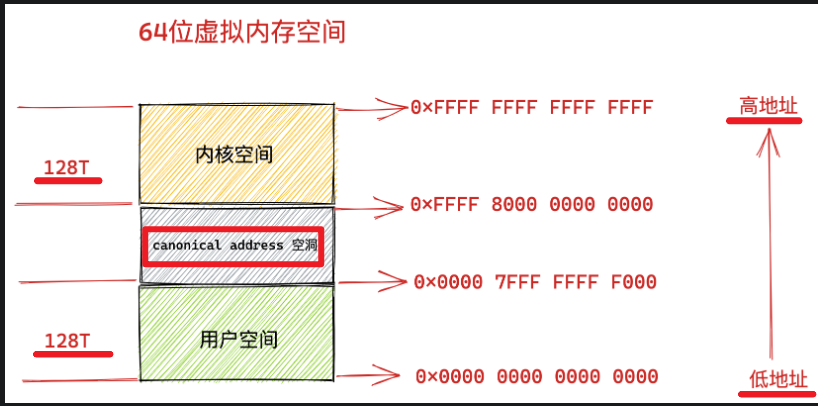 64位虚拟内存空间
0×FFFF FFFF FFFF FFFF
高地址
内核空间
128T
0×FFFF 8000 0000 0000
canonical address 空洞
0×0000 7FFF FFFF F000
用户空间
128T
0×0000 0000 0000 0000
低地址